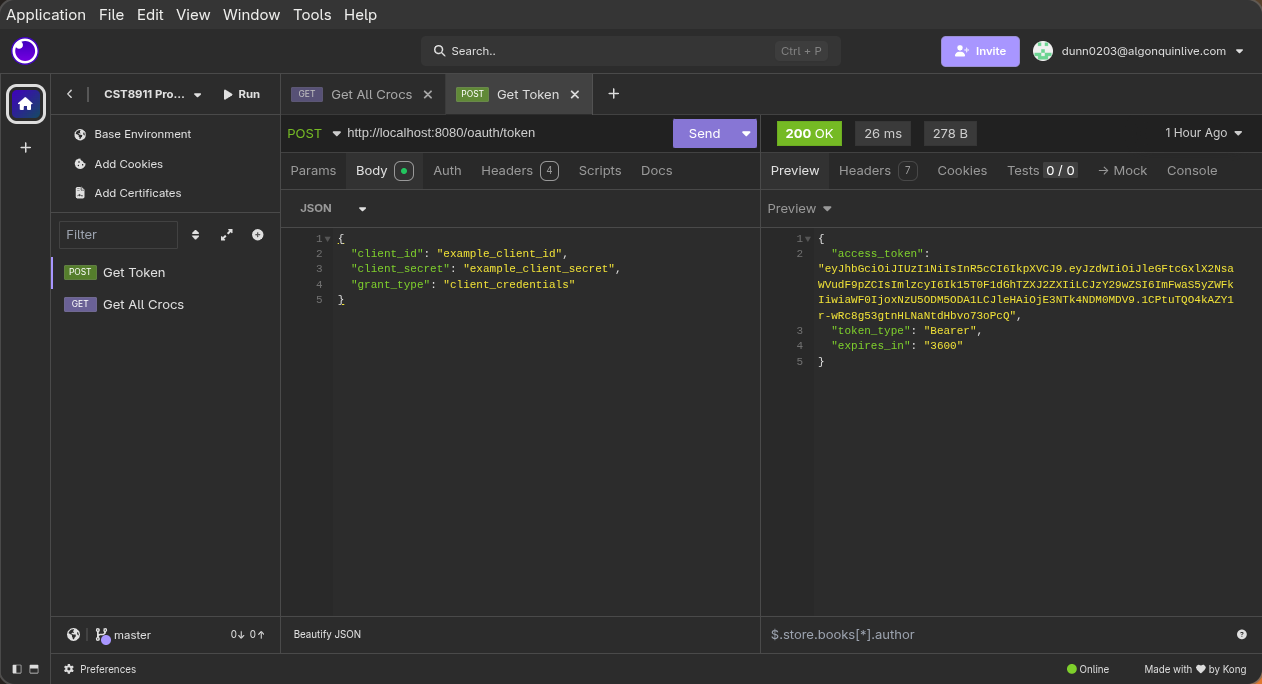 Application File Edit View Window Tools Help
Search.. Ctrl + P
Invite
dunn0203@algonquinlive.com
CST8911 Pro... Run
GET Get All Crocs
POST Get Token
Base Environment
Add Cookies
Add Certificates
Filter
POST Get Token
GET Get All Crocs
POST http://localhost:8080/oauth/token Send
Params Body Auth Headers 4 Scripts Docs
JSON
1 {
2 "client_id": "example_client_id",
3 "client_secret": "example_client_secret",
4 "grant_type": "client_credentials"
5 }
200 OK 26 ms 278 B 1 Hour Ago
Preview Headers 7 Cookies Tests 0 / 0 → Mock Console
Preview
1 {
2 "access_token":
"eyJhbGciOiJIUzI1NiIsInR5cCI6IkpXVCJ9.eyJzdWIiOiJleGFtcGxlX2Nsa
WVudF9pZCIsImlzcyI6Ik15T0F1dGhTZXJ2ZXIiLCJzY29wZSI6ImFwaS5yZWFk
IiwiaWF0IjoxNzU5ODM5ODA1LCJleHAiOjE3NTk4NDM0MDV9.1CPtuTQO4kAZY1
r-wRc8g53gtnHLNaNtdHbvo73oPcQ",
3 "token_type": "Bearer",
4 "expires_in": "3600"
5 }
master 0↓ 0↑
Beautify JSON
$.store.books[*].author
Preferences
Online Made with ♥ by Kong